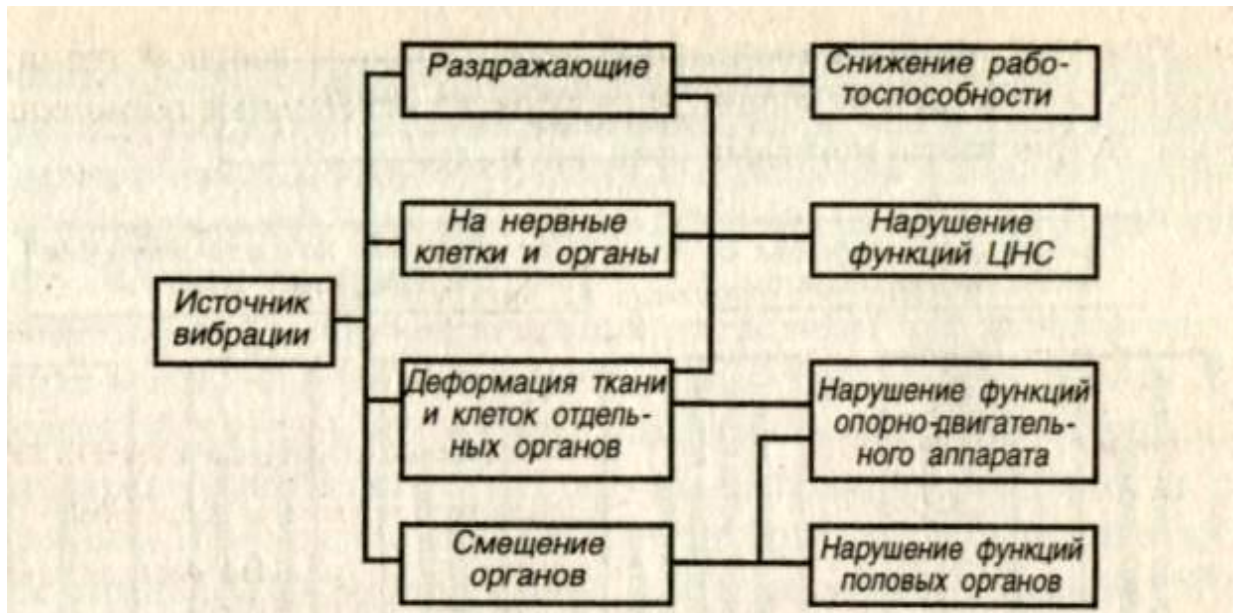 Раздражающие
Снижение рабо-
тоспособности
На нервные
клетки и органы
Нарушение
функций ЦНС
Источник
вибрации
Деформация ткани
и клеток отдель-
ных органов
Нарушение функций
опорно-двигатель-
ного аппарата
Смещение
органов
Нарушение функций
половых органов